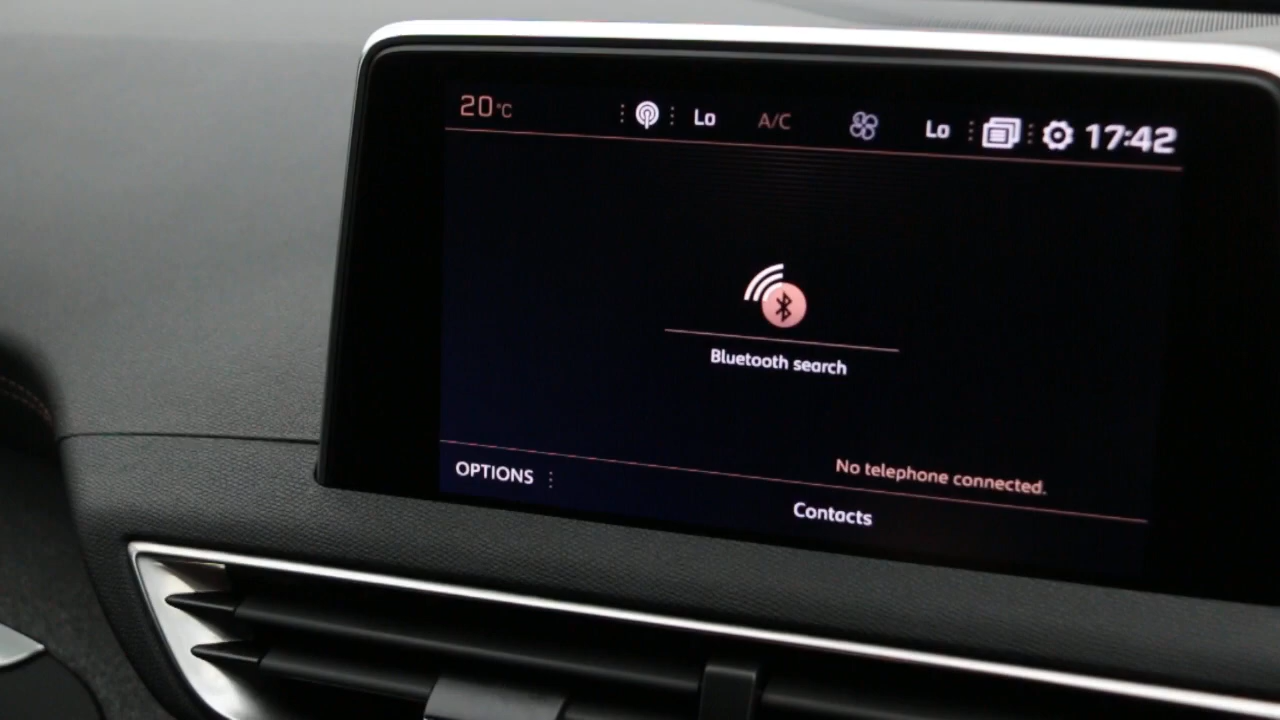 20°C Lo A/C Lo 17:42
Bluetooth search
No telephone connected.
OPTIONS
Contacts